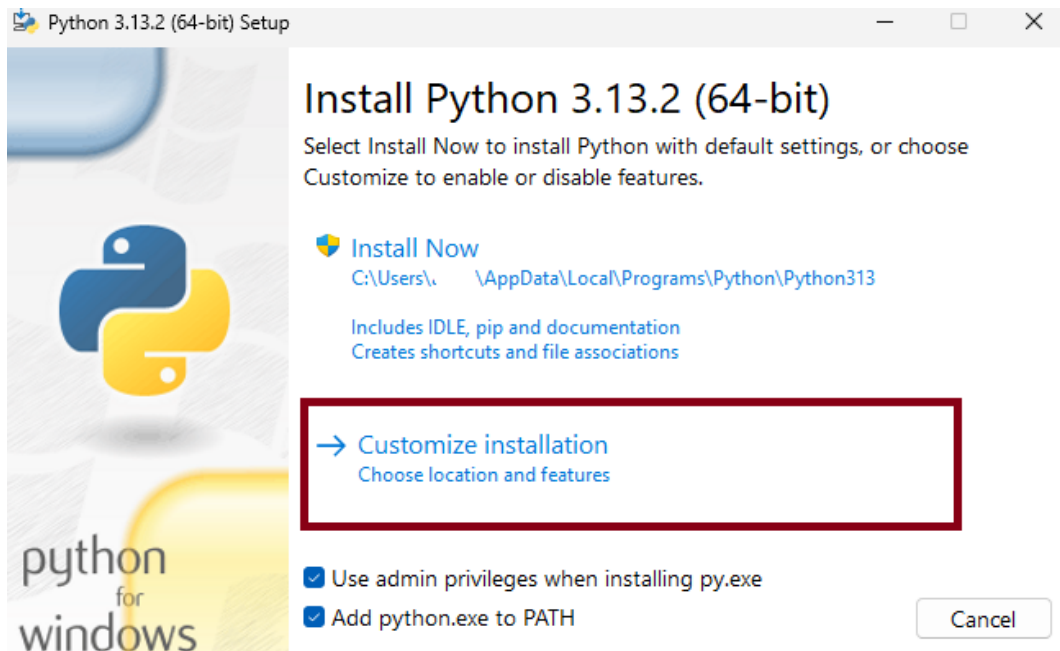 Python 3.13.2 (64-bit) Setup
Install Python 3.13.2 (64-bit)
Select Install Now to install Python with default settings, or choose
Customize to enable or disable features.
Install Now
C:\Users\ \AppData\Local\Programs\Python\Python313
Includes IDLE, pip and documentation
Creates shortcuts and file associations
Customize installation
Choose location and features
python
for
windows
Use admin privileges when installing py.exe
Add python.exe to PATH
Cancel